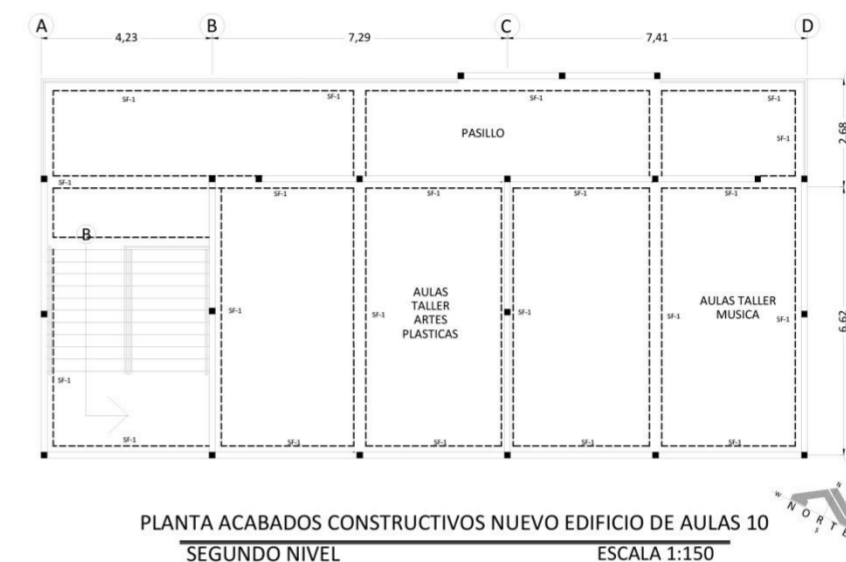 A
B
C
D
4,23
7,29
7,41
SF-1
SF-1
SF-1
SF-1
PASILLO
SF-1
2,68
SF-1
SF-1
SF-1
SF-1
SF-1
B
AULAS
TALLER
ARTES
PLASTICAS
AULAS TALLER
MUSICA
SF-1
SF-1
SF-1
SF-1
SF-1
6,62
SF-1
SF-1
SF-1
SF-1
SF-1
SF-1
PLANTA ACABADOS CONSTRUCTIVOS NUEVO EDIFICIO DE AULAS 10
SEGUNDO NIVEL
ESCALA 1:150
N
W
S
NORTE